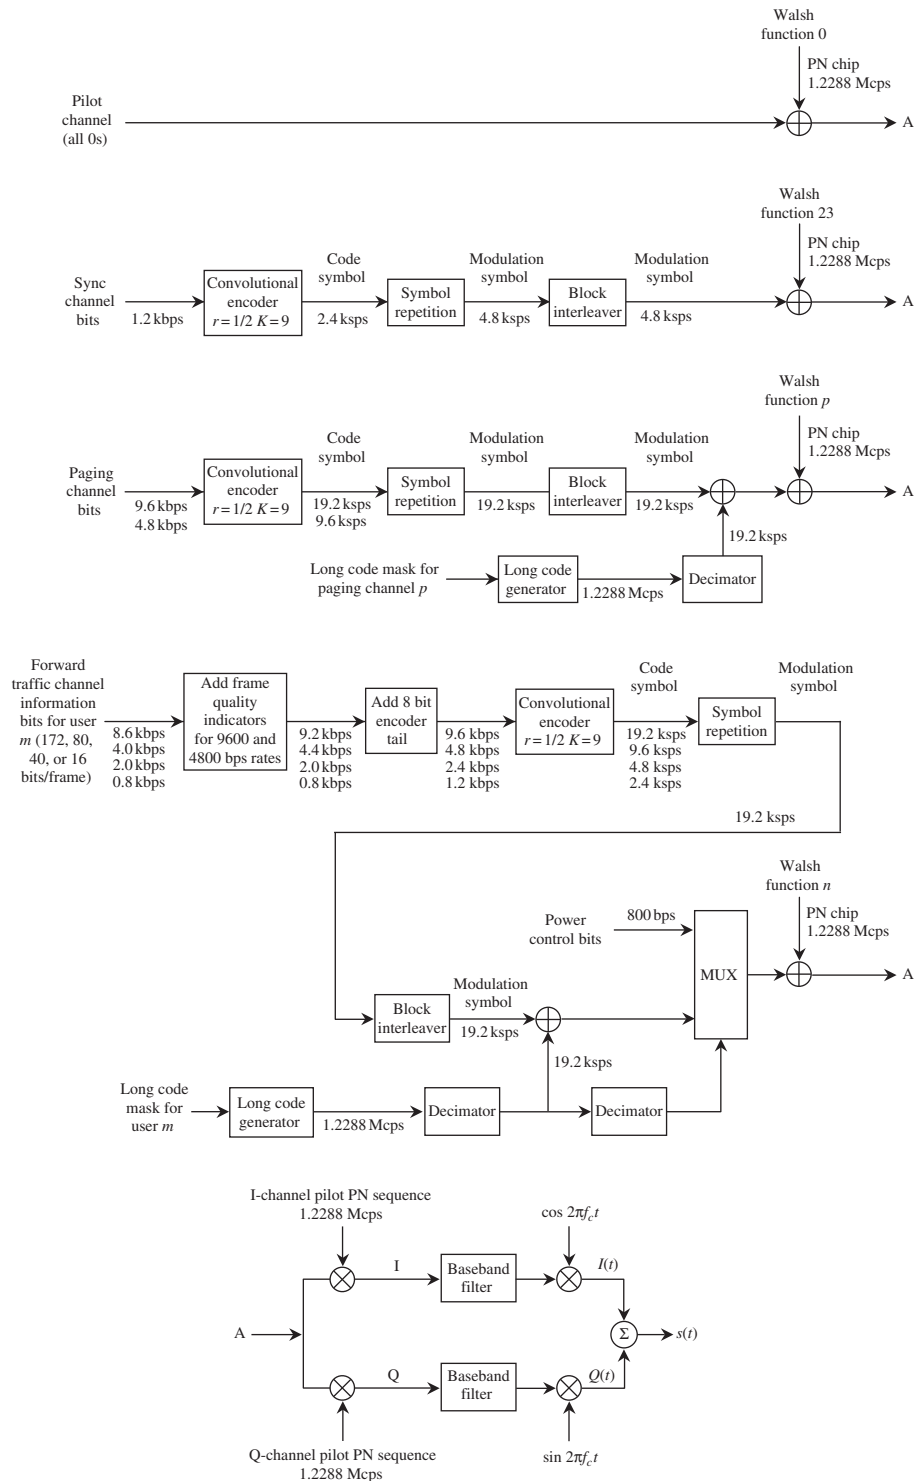 Walsh
function 0
PN chip
1.2288 Mcps
Pilot
channel
(all 0s)
A
Walsh
function 23
PN chip
1.2288 Mcps
Sync
channel
bits
1.2 kbps
Convolutional
encoder
r = 1/2 K = 9
Code
symbol
2.4 ksps
Symbol
repetition
Modulation
symbol
4.8 ksps
Block
interleaver
Modulation
symbol
4.8 ksps
A
Walsh
function p
PN chip
1.2288 Mcps
Paging
channel
bits
9.6 kbps
4.8 kbps
Convolutional
encoder
r = 1/2 K = 9
Code
symbol
19.2 ksps
9.6 ksps
Symbol
repetition
Modulation
symbol
19.2 ksps
Block
interleaver
Modulation
symbol
19.2 ksps
A
19.2 ksps
Long code mask for
paging channel p
Long code
generator
1.2288 Mcps
Decimator
Forward
traffic channel
information
bits for user
m (172, 80,
40, or 16
bits/frame)
8.6 kbps
4.0 kbps
2.0 kbps
0.8 kbps
Add frame
quality
indicators
for 9600 and
4800 bps rates
9.2 kbps
4.4 kbps
2.0 kbps
0.8 kbps
Add 8 bit
encoder
tail
9.6 kbps
4.8 kbps
2.4 kbps
1.2 kbps
Convolutional
encoder
r = 1/2 K = 9
Code
symbol
19.2 ksps
9.6 ksps
4.8 ksps
2.4 ksps
Symbol
repetition
Modulation
symbol
19.2 ksps
Walsh
function n
PN chip
1.2288 Mcps
Power
control bits
800 bps
MUX
A
Block
interleaver
Modulation
symbol
19.2 ksps
19.2 ksps
Long code
mask for
user m
Long code
generator
1.2288 Mcps
Decimator
Decimator
I-channel pilot PN sequence
1.2288 Mcps
cos 2πf_c t
I
Baseband
filter
I(t)
A
Σ
s(t)
Q
Baseband
filter
Q(t)
Q-channel pilot PN sequence
1.2288 Mcps
sin 2πf_c t